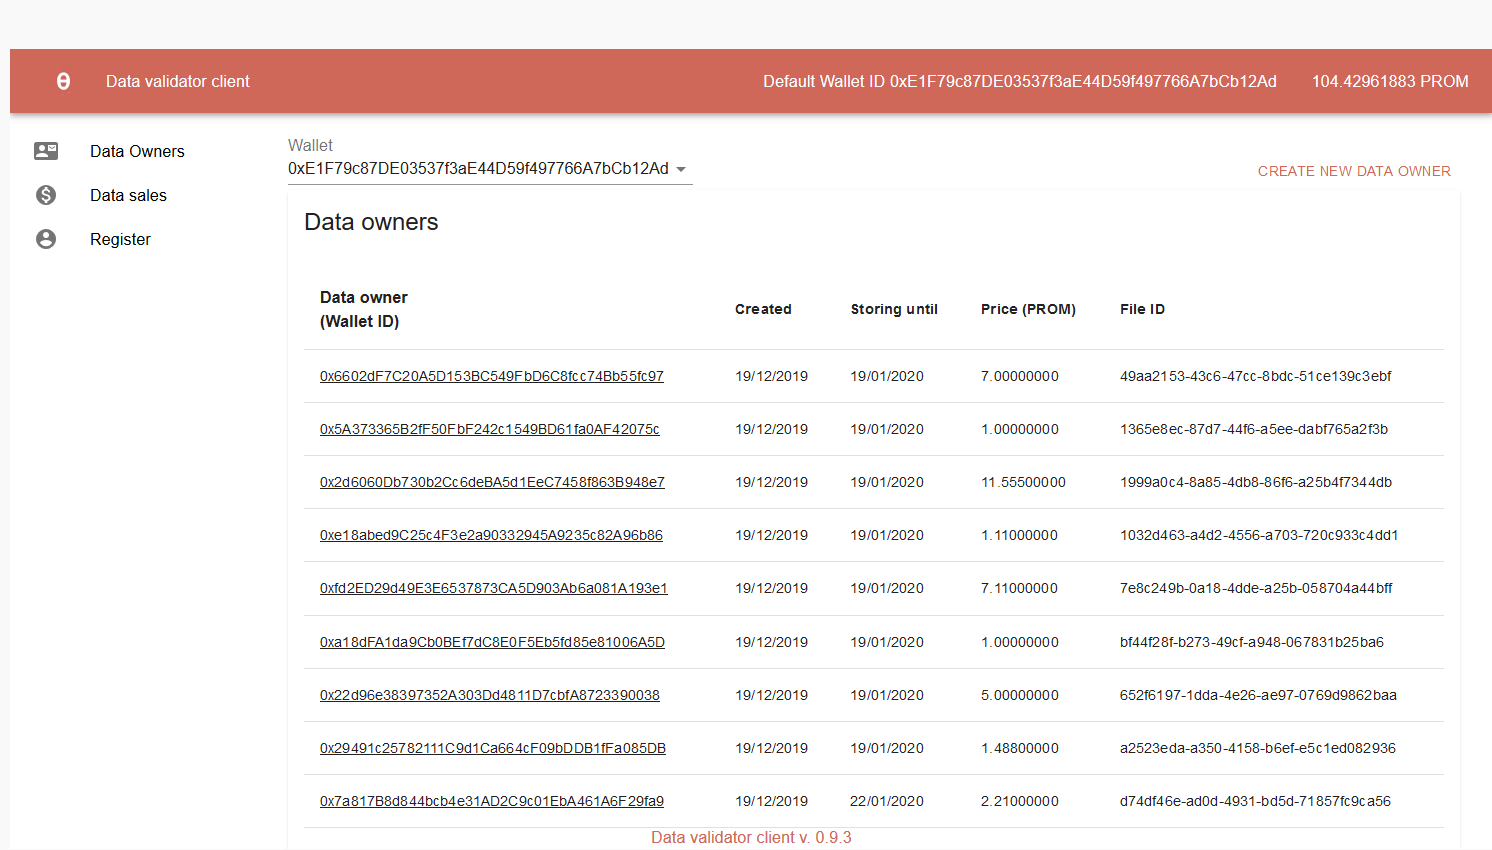 Data validator client Default Wallet ID 0xE1F79c87DE03537f3aE44D59f497766A7bCb12Ad 104.42961883 PROM
Data Owners
Data sales
Register
Wallet
0xE1F79c87DE03537f3aE44D59f497766A7bCb12Ad
CREATE NEW DATA OWNER
Data owners
Data owner
(Wallet ID) Created Storing until Price (PROM) File ID
0x6602dF7C20A5D153BC549FbD6C8fcc74Bb55fc97 19/12/2019 19/01/2020 7.00000000 49aa2153-43c6-47cc-8bdc-51ce139c3ebf
0x5A373365B2fF50FbF242c1549BD61fa0AF42075c 19/12/2019 19/01/2020 1.00000000 1365e8ec-87d7-44f6-a5ee-dabf765a2f3b
0x2d6060Db730b2Cc6deBA5d1EeC7458f863B948e7 19/12/2019 19/01/2020 11.55500000 1999a0c4-8a85-4db8-86f6-a25b4f7344db
0xe18abed9C25c4F3e2a90332945A9235c82A96b86 19/12/2019 19/01/2020 1.11000000 1032d463-a4d2-4556-a703-720c933c4dd1
0xfd2ED29d49E3E6537873CA5D903Ab6a081A193e1 19/12/2019 19/01/2020 7.11000000 7e8c249b-0a18-4dde-a25b-058704a44bff
0xa18dFA1da9Cb0BEf7dC8E0F5Eb5fd85e81006A5D 19/12/2019 19/01/2020 1.00000000 bf44f28f-b273-49cf-a948-067831b25ba6
0x22d96e38397352A303Dd4811D7cbfA8723390038 19/12/2019 19/01/2020 5.00000000 652f6197-1dda-4e26-ae97-0769d9862baa
0x29491c25782111C9d1Ca664cF09bDDB1fFa085DB 19/12/2019 19/01/2020 1.48800000 a2523eda-a350-4158-b6ef-e5c1ed082936
0x7a817B8d844bcb4e31AD2C9c01EbA461A6F29fa9 19/12/2019 22/01/2020 2.21000000 d74df46e-ad0d-4931-bd5d-71857fc9ca56
Data validator client v. 0.9.3